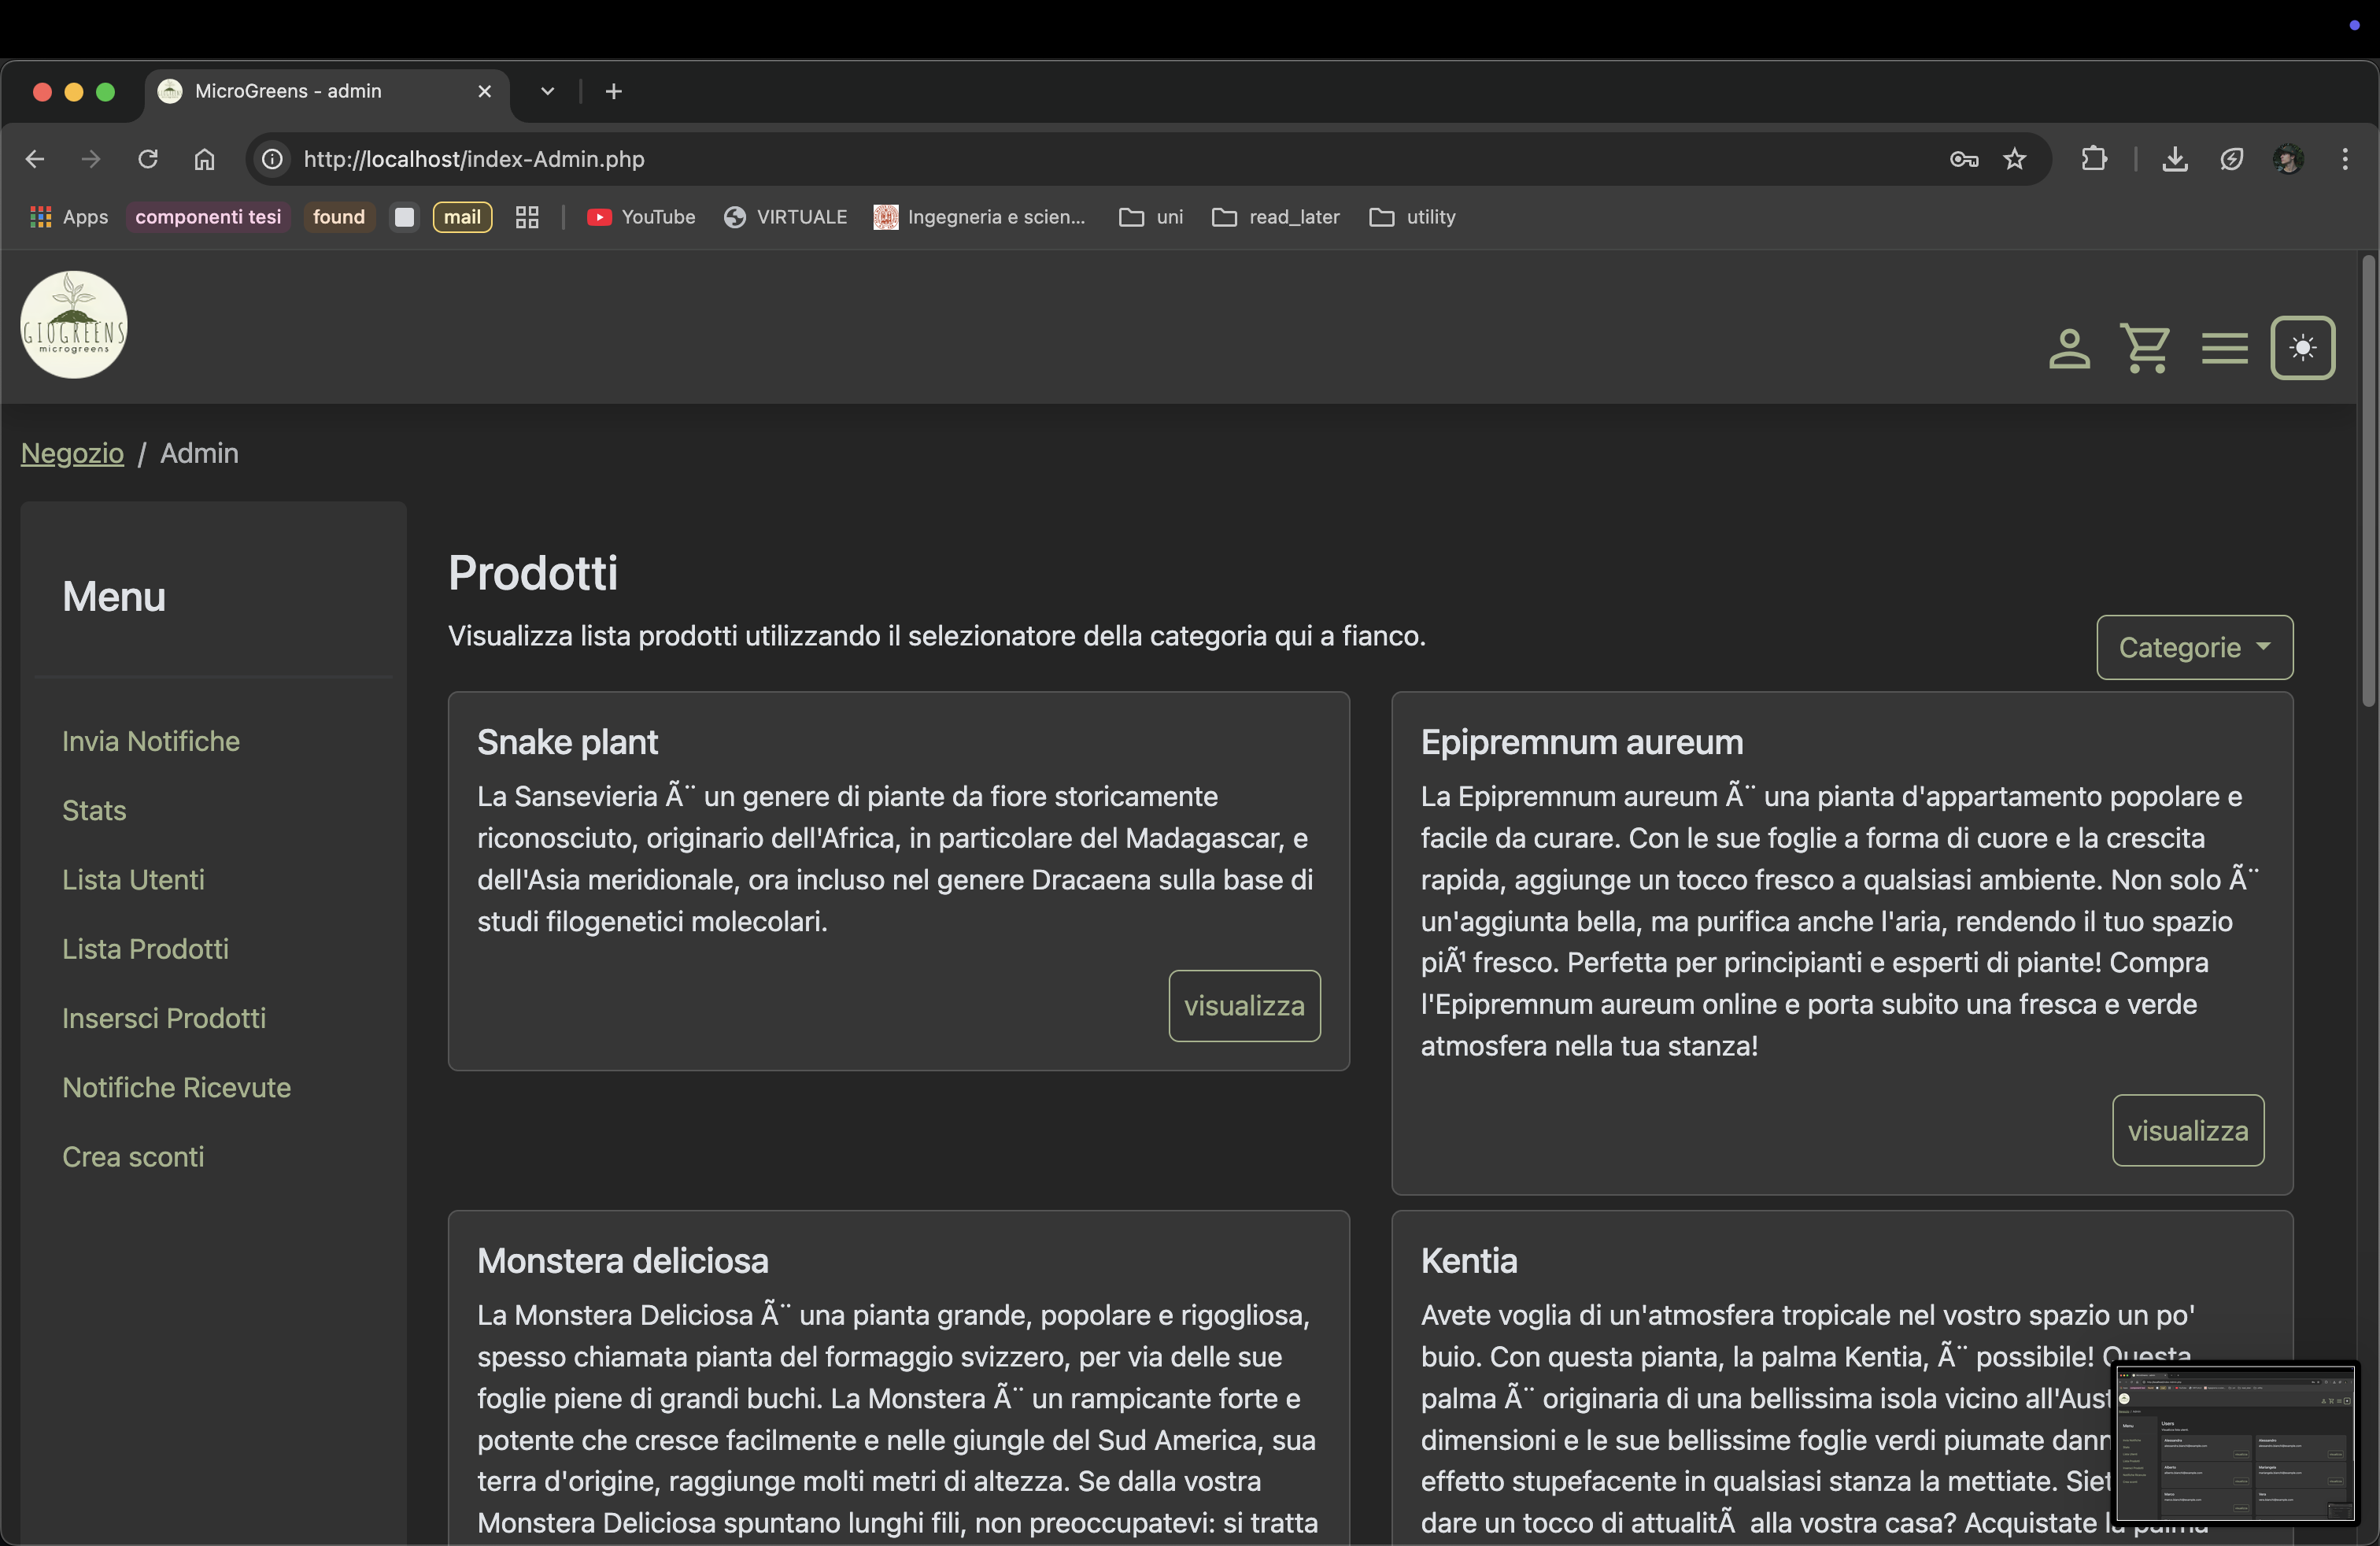 MicroGreens - admin
http://localhost/index-Admin.php
Apps
componenti tesi
found
mail
YouTube
VIRTUALE
Ingegneria e scien...
uni
read_later
utility
GIOGREENS
microgreens
Negozio / Admin
Menu
Invia Notifiche
Stats
Lista Utenti
Lista Prodotti
Insersci Prodotti
Notifiche Ricevute
Crea sconti
Prodotti
Visualizza lista prodotti utilizzando il selezionatore della categoria qui a fianco.
Categorie
Snake plant
La Sansevieria Ã¨ un genere di piante da fiore storicamente
riconosciuto, originario dell'Africa, in particolare del Madagascar, e
dell'Asia meridionale, ora incluso nel genere Dracaena sulla base di
studi filogenetici molecolari.
visualizza
Epipremnum aureum
La Epipremnum aureum Ã¨ una pianta d'appartamento popolare e
facile da curare. Con le sue foglie a forma di cuore e la crescita
rapida, aggiunge un tocco fresco a qualsiasi ambiente. Non solo Ã¨
un'aggiunta bella, ma purifica anche l'aria, rendendo il tuo spazio
piÃ¹ fresco. Perfetta per principianti e esperti di piante! Compra
l'Epipremnum aureum online e porta subito una fresca e verde
atmosfera nella tua stanza!
visualizza
Monstera deliciosa
La Monstera Deliciosa Ã¨ una pianta grande, popolare e rigogliosa,
spesso chiamata pianta del formaggio svizzero, per via delle sue
foglie piene di grandi buchi. La Monstera Ã¨ un rampicante forte e
potente che cresce facilmente e nelle giungle del Sud America, sua
terra d'origine, raggiunge molti metri di altezza. Se dalla vostra
Monstera Deliciosa spuntano lunghi fili, non preoccupatevi: si tratta
Kentia
Avete voglia di un'atmosfera tropicale nel vostro spazio un po'
buio. Con questa pianta, la palma Kentia, Ã¨ possibile! Questa
palma Ã¨ originaria di una bellissima isola vicino all'Aust
dimensioni e le sue bellissime foglie verdi piumate dann
effetto stupefacente in qualsiasi stanza la mettiate. Siet
dare un tocco di attualitÃ  alla vostra casa? Acquistate la palma
Menu
Users